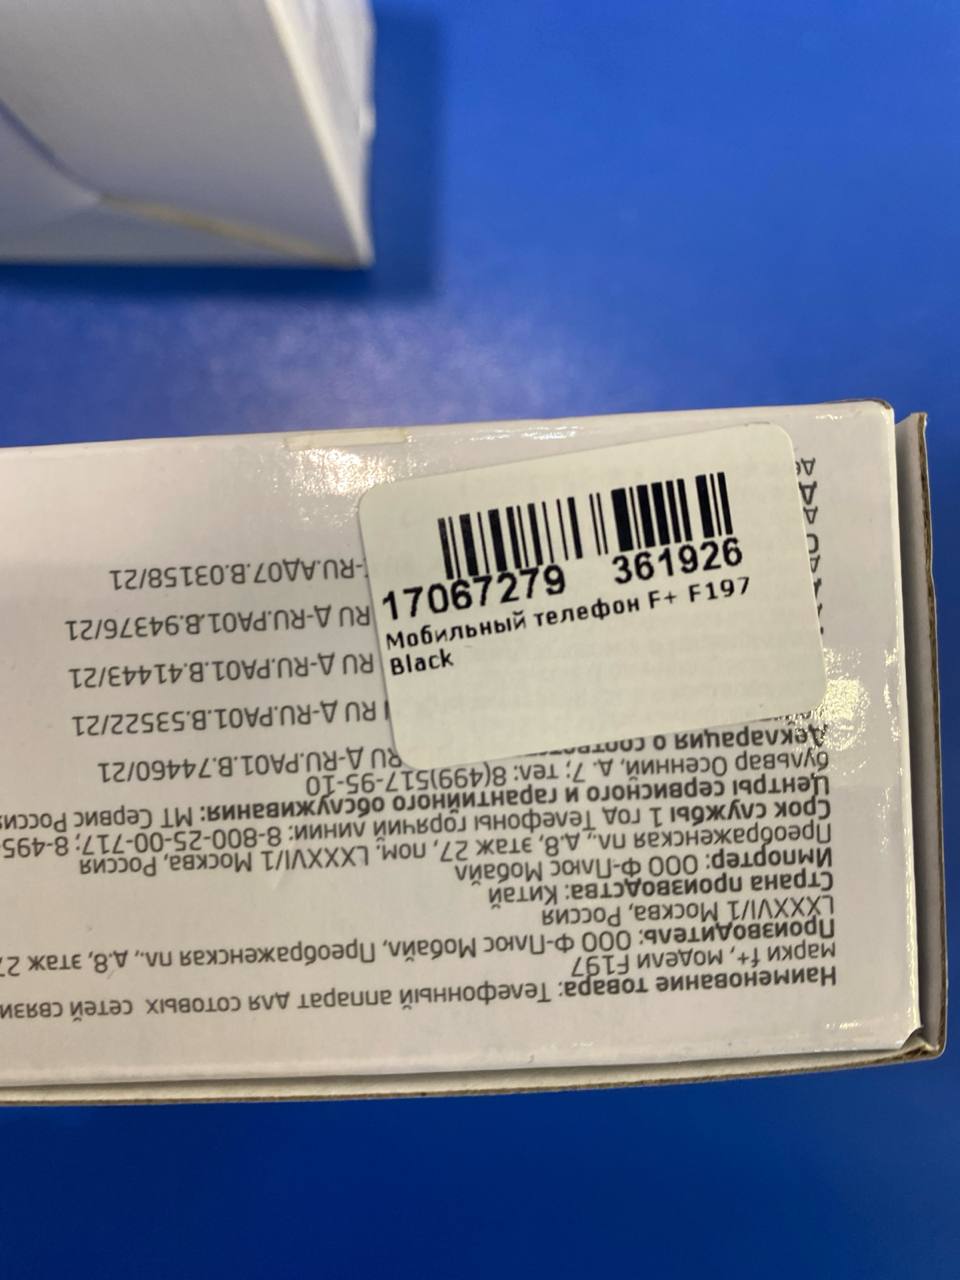 17067279 361926
Мобильный телефон F+ F197
Black
Наименование товара: Телефонный аппарат для сотовых сетей связи
марки f+, модели F197
Производитель: ООО Ф-Плюс Мобайл, Преображенская пл., д.8, этаж 27
LXXXVI/1 Москва, Россия
Страна производства: Китай
Импортер: ООО Ф-Плюс Мобайл
Преображенская пл., д.8, этаж 27, пом. LXXXVI/1 Москва, Россия
Срок службы 1 год Телефоны горячий линии: 8-800-25-00-717; 8-495-
Центры сервисного и гарантийного обслуживания: МТ Сервис Россия
бульвар Осенний, д. 7; тел: 8(499)517-95-10
Декларация о соответс
RU Д-RU.РА01.В.74460/21
RU Д-RU.РА01.В.53522/21
RU Д-RU.РА01.В.41443/21
RU Д-RU.РА01.В.94376/21
-RU.АД07.В.03158/21